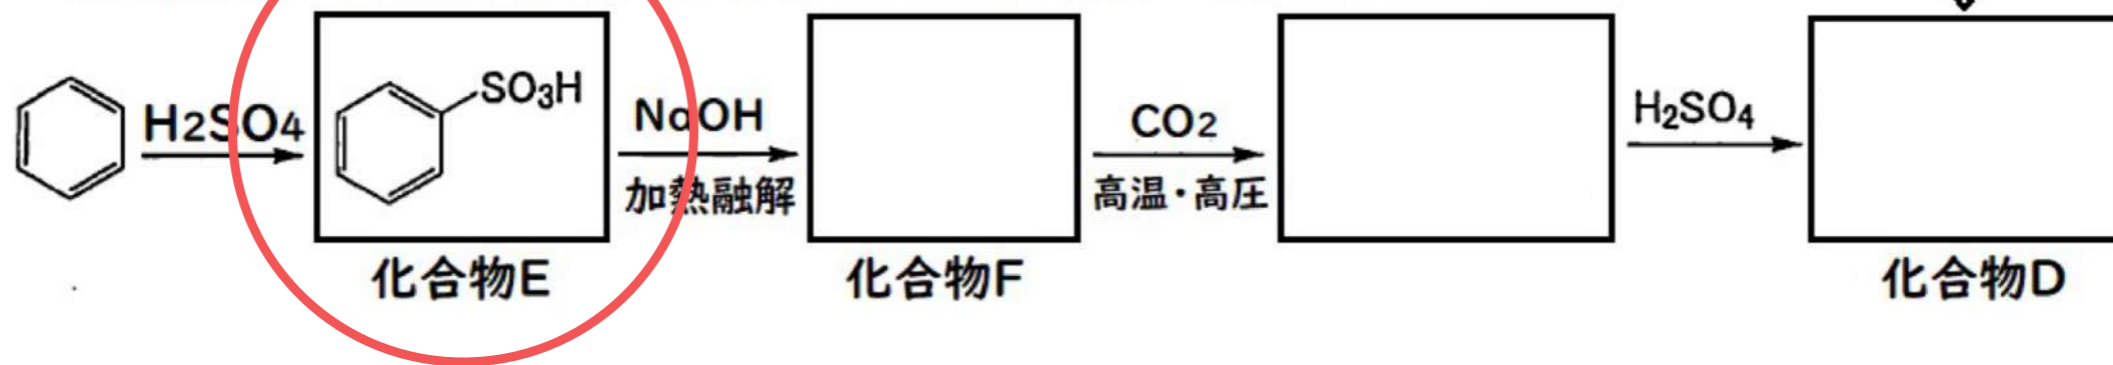 H₂SO₄
SO₃H
NaOH
加熱融解
CO₂
高温・高圧
H₂SO₄
化合物E
化合物F
化合物D